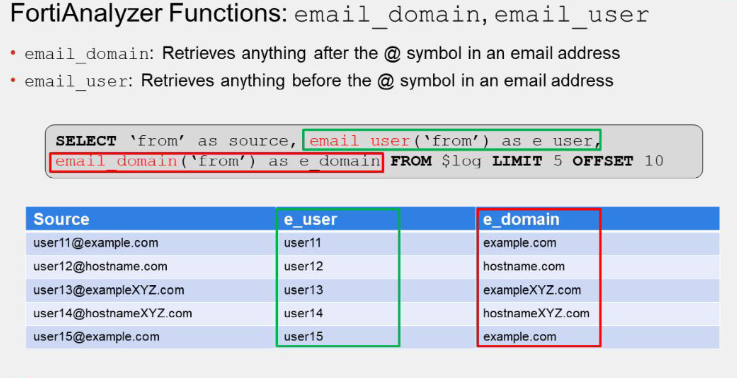 FortiAnalyzer Functions: email_domain, email_user
• email_domain: Retrieves anything after the @ symbol in an email address
• email_user: Retrieves anything before the @ symbol in an email address
SELECT ‘from’ as source, email_user(‘from’) as e_user,
email_domain(‘from’) as e_domain FROM $log LIMIT 5 OFFSET 10
Source e_user e_domain
user11@example.com user11 example.com
user12@hostname.com user12 hostname.com
user13@exampleXYZ.com user13 exampleXYZ.com
user14@hostnameXYZ.com user14 hostnameXYZ.com
user15@example.com user15 example.com